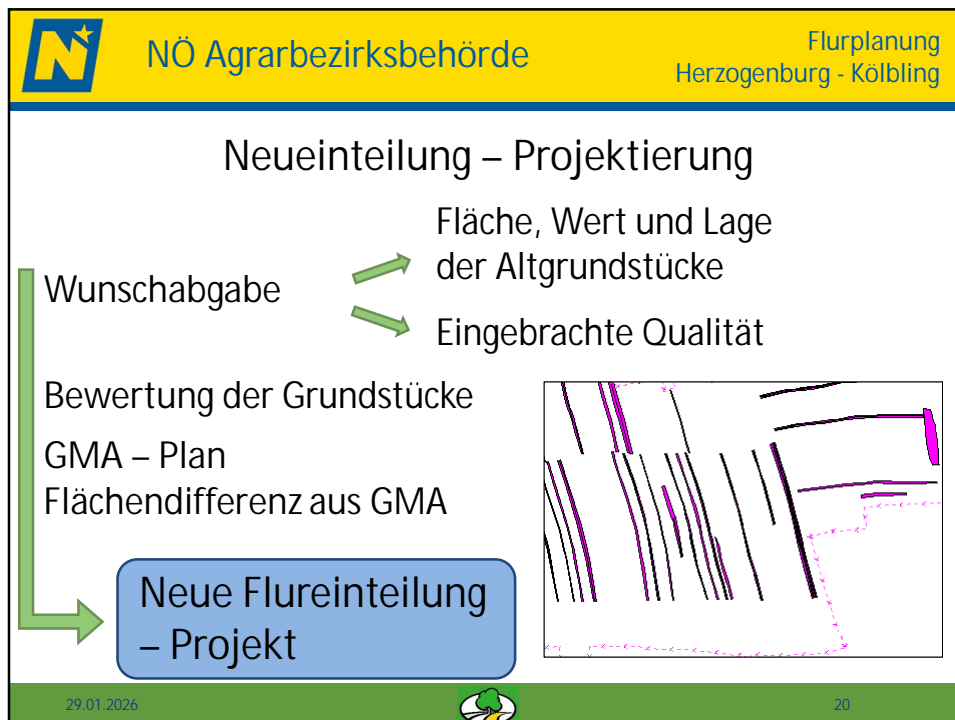 NÖ Agrarbezirksbehörde
Flurplanung
Herzogenburg - Kölbling
Neueinteilung – Projektierung
Wunschabgabe
Fläche, Wert und Lage
der Altgrundstücke
Eingebrachte Qualität
Bewertung der Grundstücke
GMA – Plan
Flächendifferenz aus GMA
Neue Flureinteilung
– Projekt
29.01.2026
20